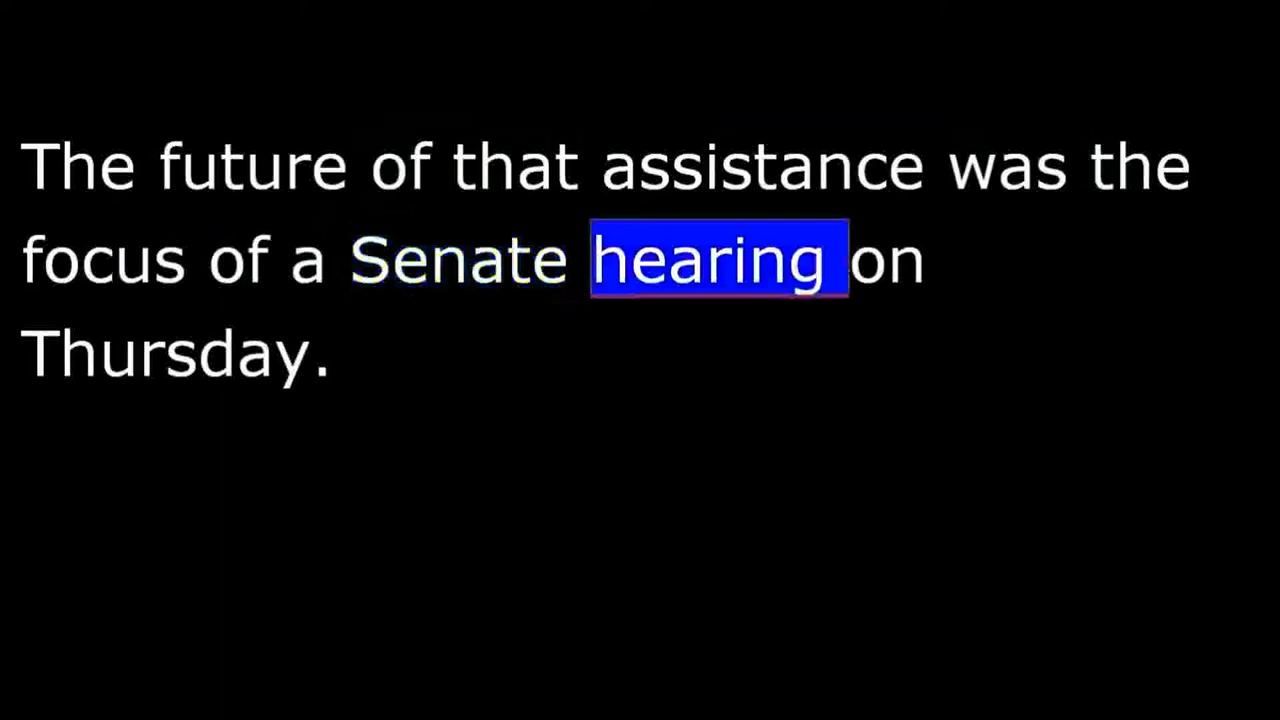 The future of that assistance was the
focus of a Senate hearing on
Thursday.